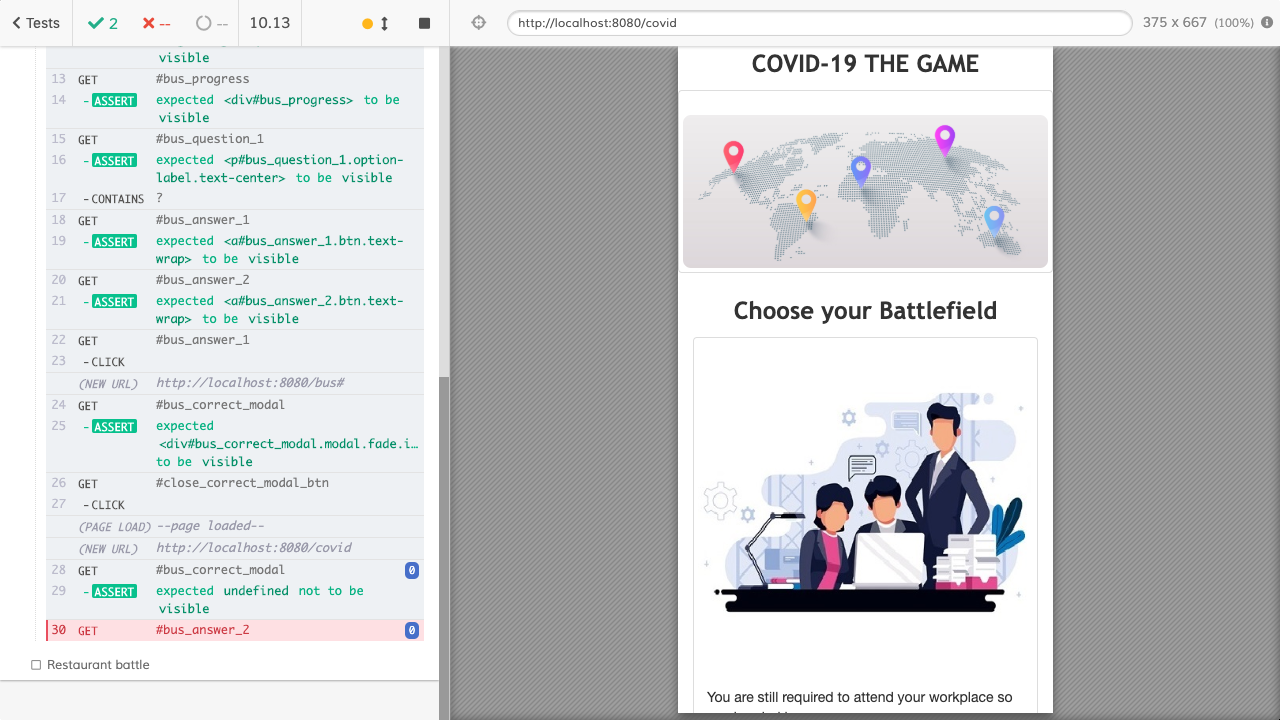 Tests
2
--
--
10.13
http://localhost:8080/covid
375 x 667 (100%)
visible
13 GET #bus_progress
14 - ASSERT expected <div#bus_progress> to be
visible
15 GET #bus_question_1
16 - ASSERT expected <p#bus_question_1.option-
label.text-center> to be visible
17 - CONTAINS
18 GET #bus_answer_1
19 - ASSERT expected <a#bus_answer_1.btn.text-
wrap> to be visible
20 GET #bus_answer_2
21 - ASSERT expected <a#bus_answer_2.btn.text-
wrap> to be visible
22 GET #bus_answer_1
23 - CLICK
(NEW URL) http://localhost:8080/bus#
24 GET #bus_correct_modal
25 - ASSERT expected
<div#bus_correct_modal.modal.fade.i…
to be visible
26 GET #close_correct_modal_btn
27 - CLICK
(PAGE LOAD) --page loaded--
(NEW URL) http://localhost:8080/covid
28 GET #bus_correct_modal 0
29 - ASSERT expected undefined not to be
visible
30 GET #bus_answer_2 0
Restaurant battle
COVID-19 THE GAME
Choose your Battlefield
You are still required to attend your workplace so